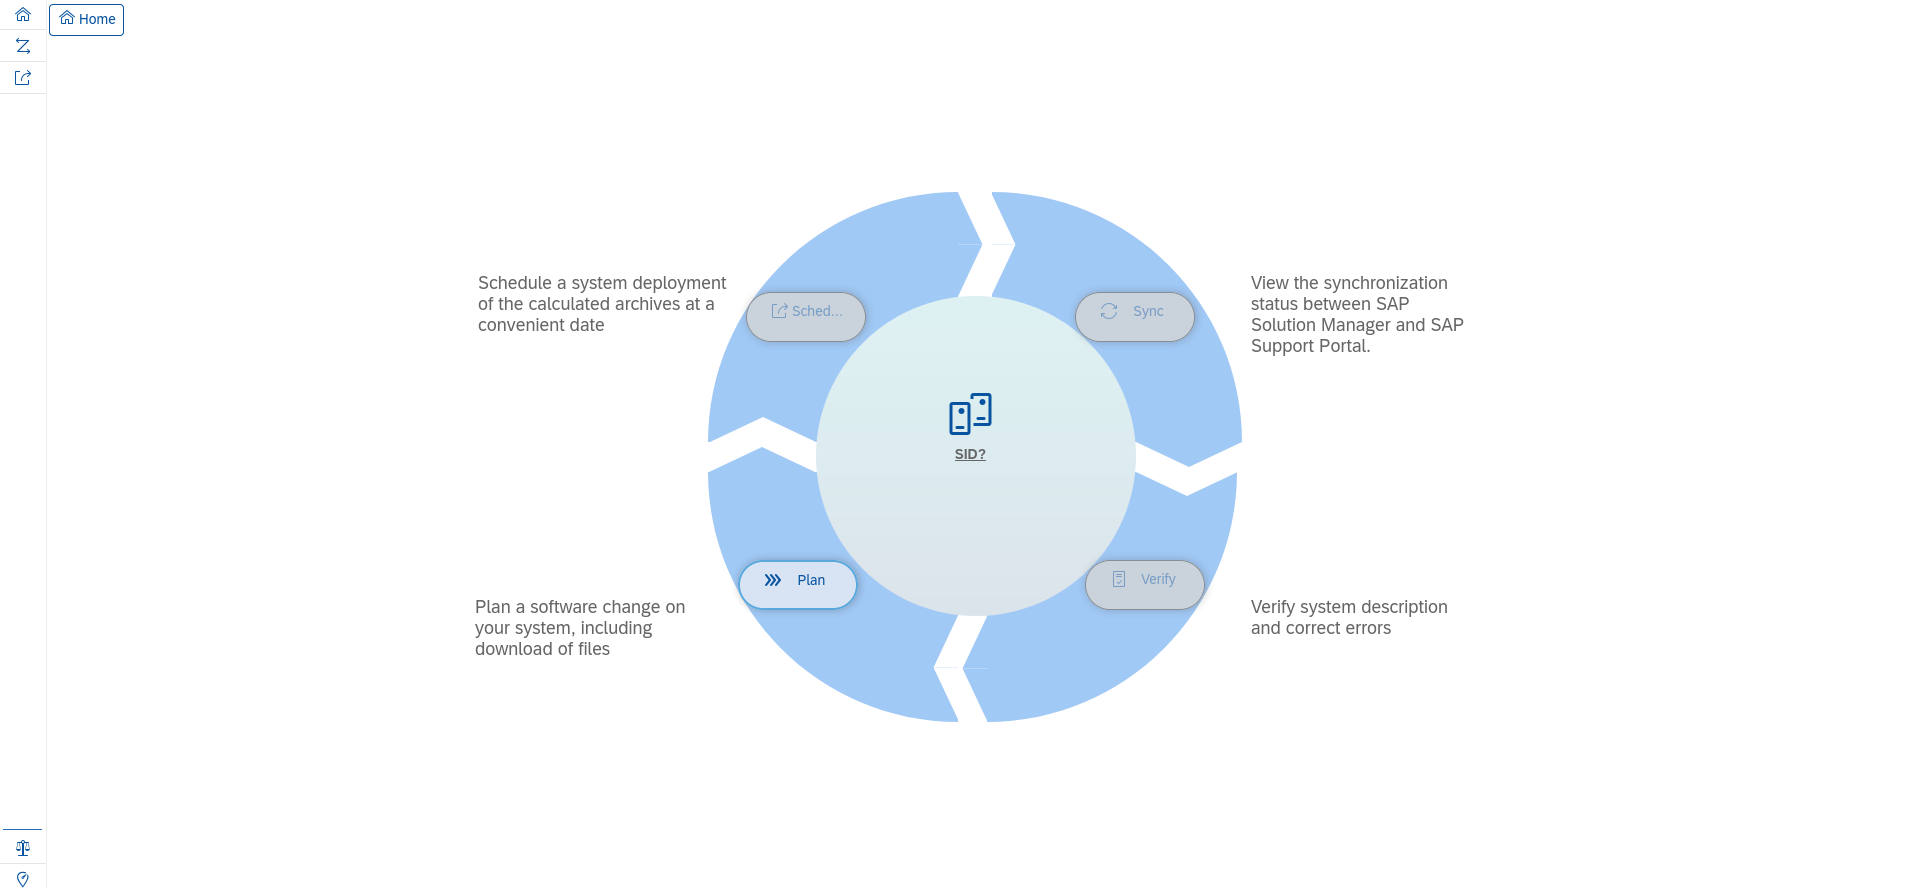 Home
Schedule a system deployment
of the calculated archives at a
convenient date
Sched...
Sync
View the synchronization
status between SAP
Solution Manager and SAP
Support Portal.
SID?
Plan
Verify
Plan a software change on
your system, including
download of files
Verify system description
and correct errors